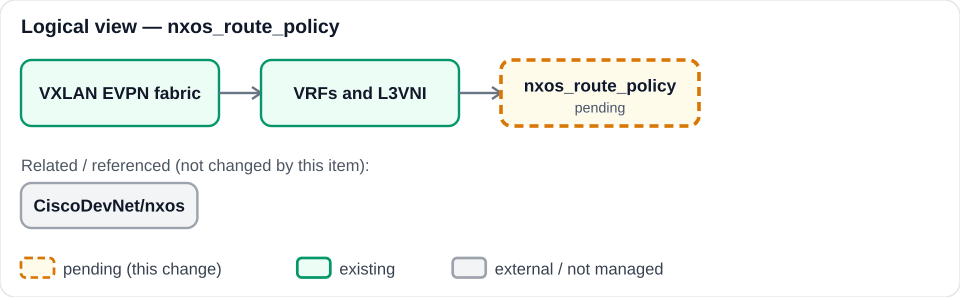 Logical view — nxos_route_policy
VXLAN EVPN fabric
VRFs and L3VNI
nxos_route_policy
pending
Related / referenced (not changed by this item):
CiscoDevNet/nxos
pending (this change)
existing
external / not managed